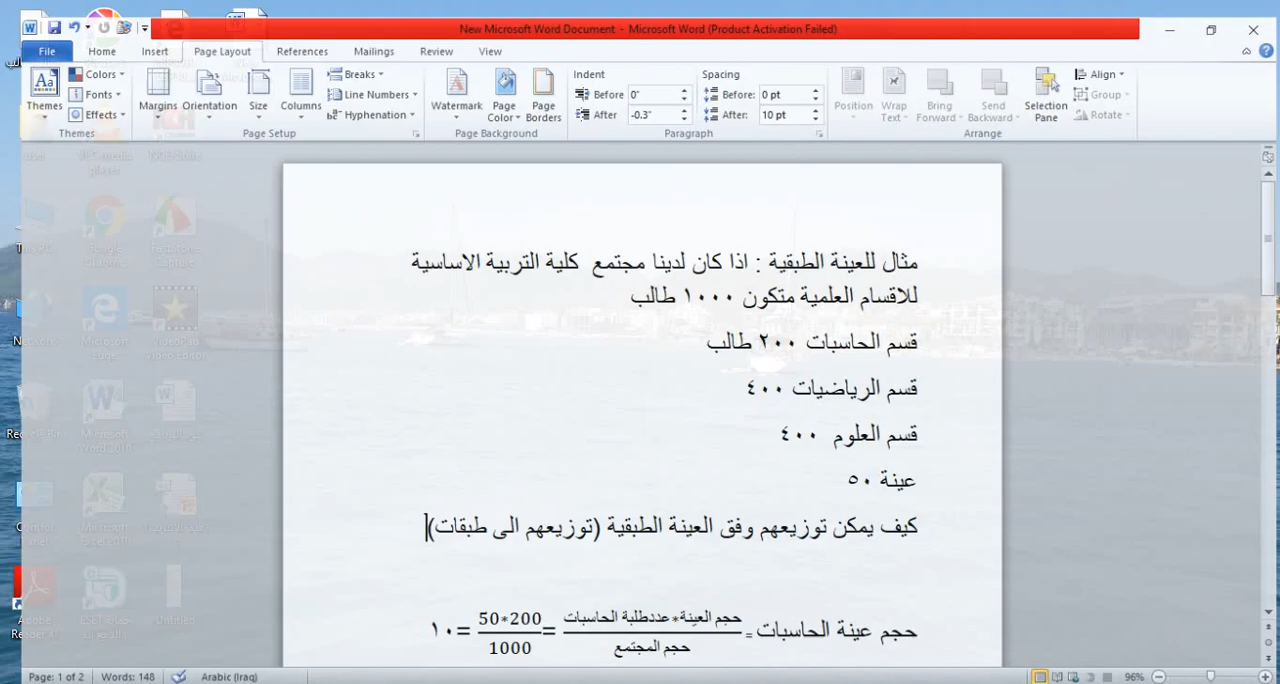 New Microsoft Word Document - Microsoft Word (Product Activation Failed)
File Home Insert Page Layout References Mailings Review View
Themes Colors Fonts Effects
Margins Orientation Size Columns Breaks Line Numbers Hyphenation
Watermark Page Color Page Borders
Indent Before 0" After -0.3"
Spacing Before: 0 pt After: 10 pt
Position Wrap Text Bring Forward Send Backward Selection Pane Align Group Rotate
Themes Page Setup Page Background Paragraph Arrange
مثال للعينة الطبقية : اذا كان لدينا مجتمع كلية التربية الاساسية
للاقسام العلمية متكون ١٠٠٠ طالب
قسم الحاسبات ٢٠٠ طالب
قسم الرياضيات ٤٠٠
قسم العلوم ٤٠٠
عينة ٥٠
كيف يمكن توزيعهم وفق العينة الطبقية (توزيعهم الى طبقات)
حجم عينة الحاسبات = حجم العينة*عددطلبة الحاسبات / حجم المجتمع = 50*200 / 1000 = ١٠
Page: 1 of 2 Words: 148 Arabic (Iraq) 96%